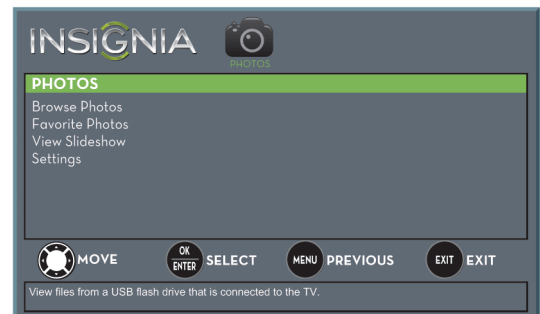 INSIGNIA
PHOTOS
PHOTOS
Browse Photos
Favorite Photos
View Slideshow
Settings
MOVE
OK
ENTER
SELECT
MENU
PREVIOUS
EXIT
EXIT
View files from a USB flash drive that is connected to the TV.